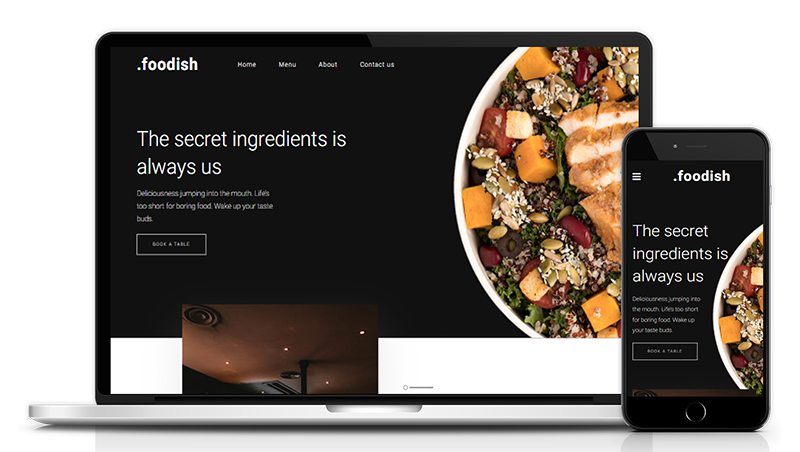 .foodish
Home Menu About Contact us
The secret ingredients is
always us
Deliciousness jumping into the mouth. Life's
too short for boring food. Wake up your taste
buds.
BOOK A TABLE
.foodish
The secret
ingredients is
always us
Deliciousness jumping into
the mouth. Life's too short
for boring food. Wake up
your taste buds.
BOOK A TABLE